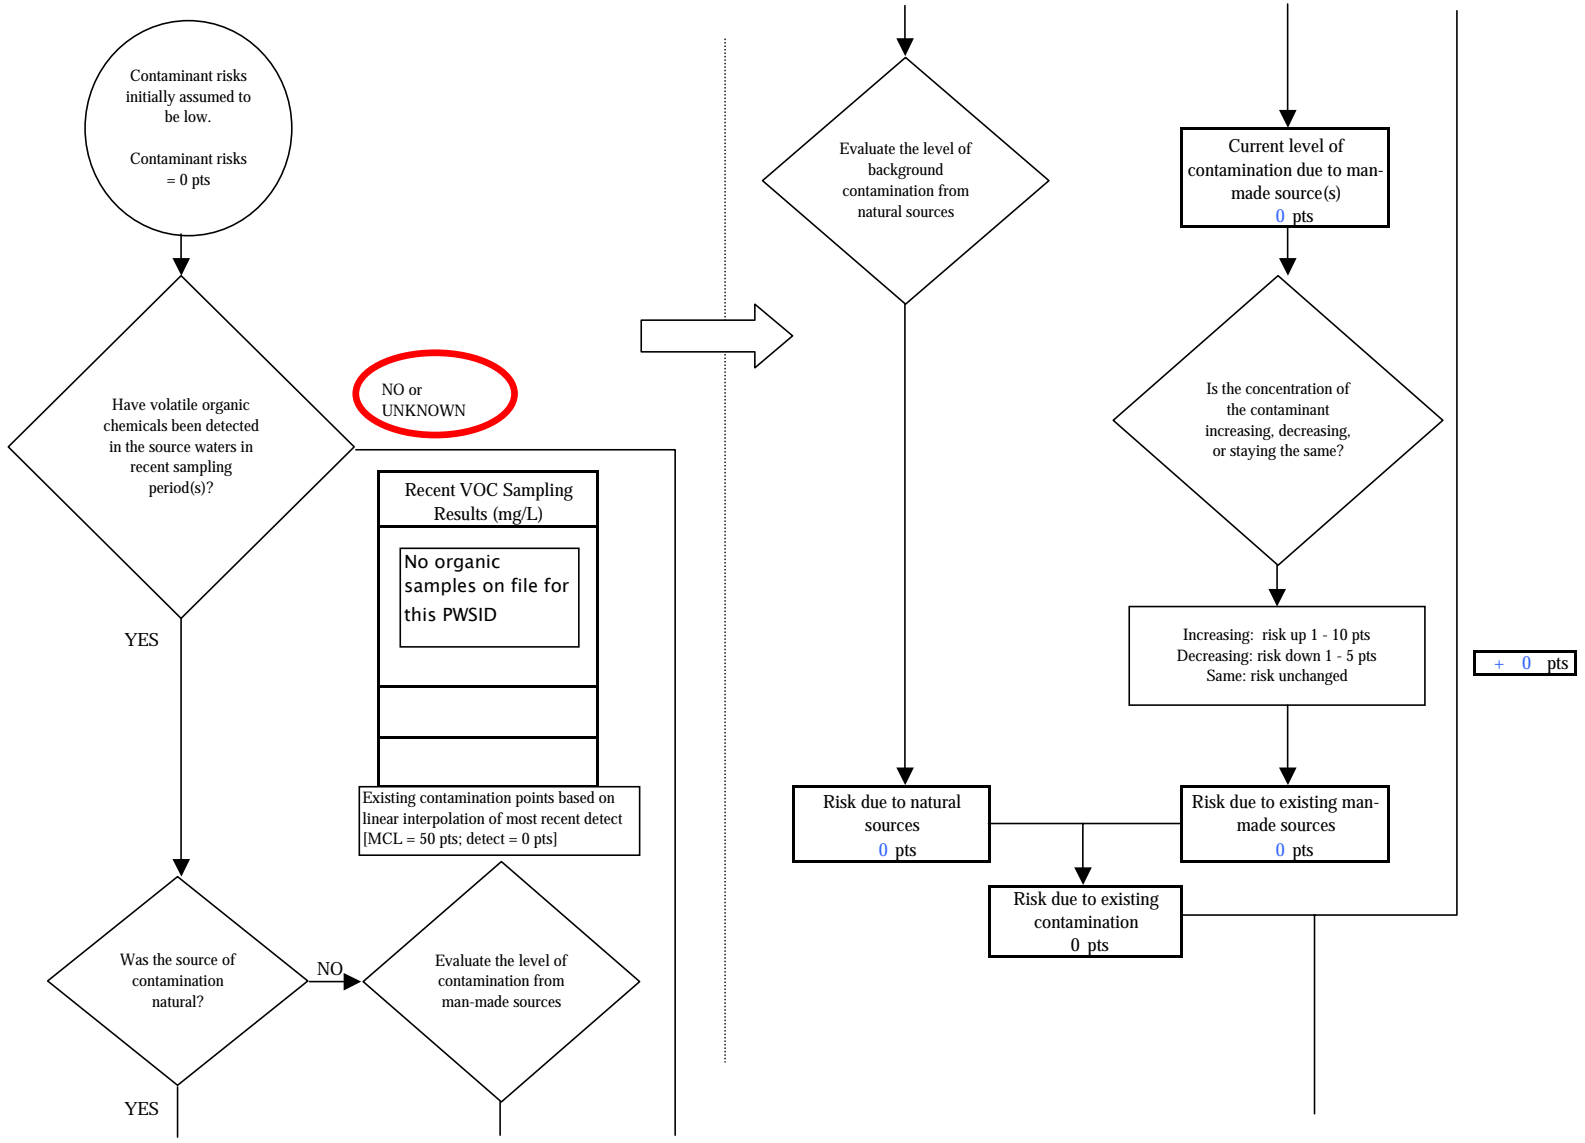 Contaminant risks
initially assumed to
be low.
Contaminant risks
= 0 pts
Have volatile organic
chemicals been detected
in the source waters in
recent sampling
period(s)?
NO or
UNKNOWN
YES
Recent VOC Sampling
Results (mg/L)
No organic
samples on file for
this PWSID
Existing contamination points based on
linear interpolation of most recent detect
[MCL = 50 pts; detect = 0 pts]
Was the source of
contamination
natural?
NO
YES
Evaluate the level of
contamination from
man-made sources
Evaluate the level of
background
contamination from
natural sources
Current level of
contamination due to man-
made source(s)
0 pts
Is the concentration of
the contaminant
increasing, decreasing,
or staying the same?
Increasing: risk up 1 - 10 pts
Decreasing: risk down 1 - 5 pts
Same: risk unchanged
+ 0 pts
Risk due to natural
sources
0 pts
Risk due to existing man-
made sources
0 pts
Risk due to existing
contamination
0 pts